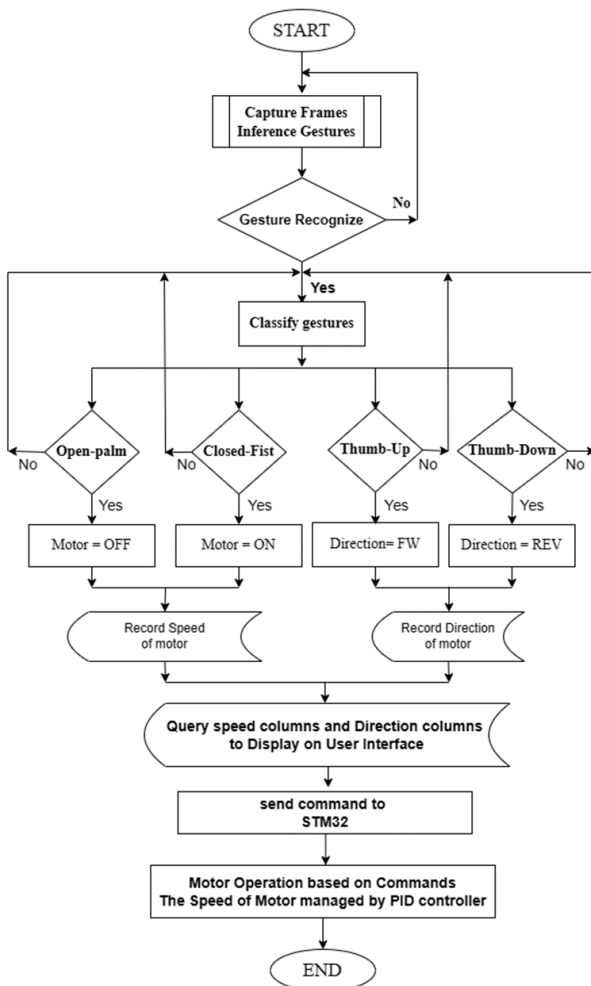 START
Capture Frames
Inference Gestures
Gesture Recognize
No
Yes
Classify gestures
Open-palm
No
Closed-Fist
No
Thumb-Up
No
Thumb-Down
No
Yes
Yes
Yes
Yes
Motor = OFF
Motor = ON
Direction= FW
Direction = REV
Record Speed
of motor
Record Direction
of motor
Query speed columns and Direction columns
to Display on User Interface
send command to
STM32
Motor Operation based on Commands
The Speed of Motor managed by PID controller
END